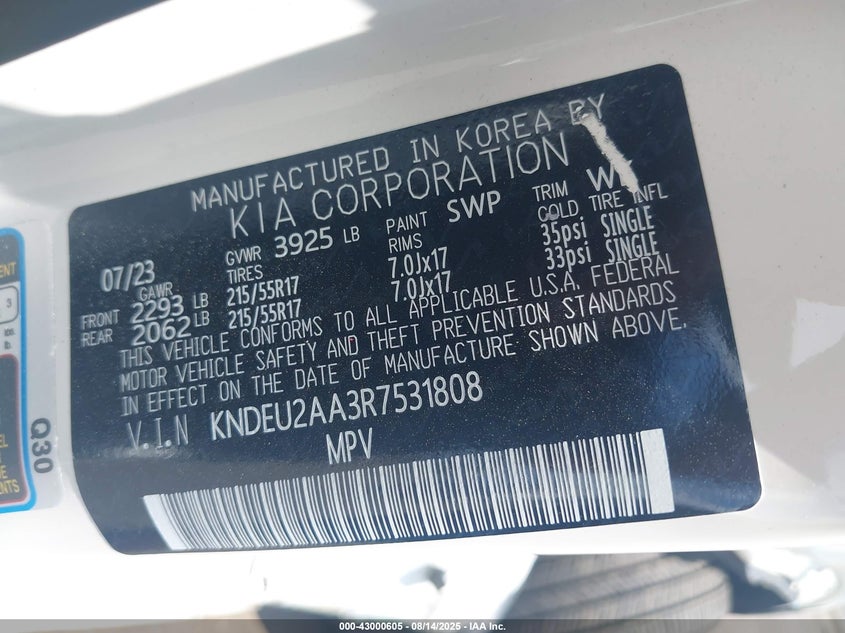 MANUFACTURED IN KOREA BY
KIA CORPORATION
07/23 GVWR 3925 LB PAINT SWP TRIM
GAWR TIRES RIMS COLD TIRE INFL
FRONT 2293 LB 215/55R17 7.0Jx17 35psi SINGLE
REAR 2062 LB 215/55R17 7.0Jx17 33psi SINGLE
THIS VEHICLE CONFORMS TO ALL APPLICABLE U.S.A. FEDERAL
MOTOR VEHICLE SAFETY AND THEFT PREVENTION STANDARDS
IN EFFECT ON THE DATE OF MANUFACTURE SHOWN ABOVE.
V.I.N KNDEU2AA3R7531808
MPV
Q30
000-43000605 - 08/14/2025 - IAA Inc.